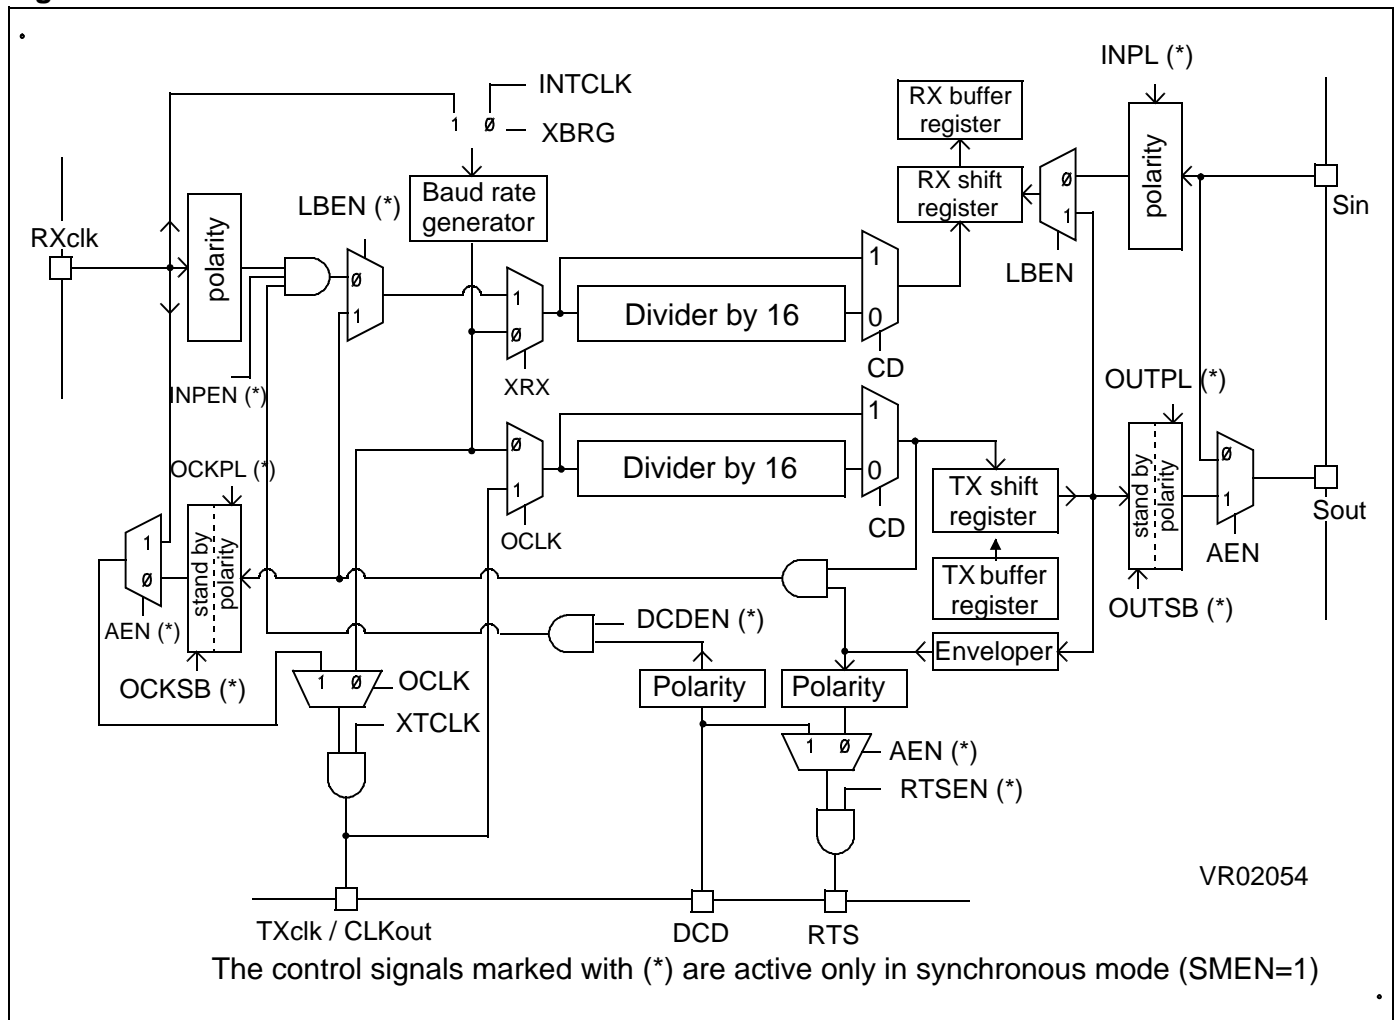 INPL (*)
INTCLK
1
Ø
XBRG
RX buffer
register
polarity
Sin
Baud rate
generator
LBEN (*)
RX shift
register
Ø
1
LBEN
RXclk
polarity
Ø
1
1
Ø
XRX
Divider by 16
1
0
CD
INPEN (*)
OUTPL (*)
OCKPL (*)
Ø
1
OCLK
Divider by 16
1
0
CD
TX shift
register
stand by
polarity
Ø
1
AEN
Sout
1
Ø
AEN (*)
stand by
polarity
OCKSB (*)
TX buffer
register
OUTSB (*)
DCDEN (*)
Enveloper
1
Ø
OCLK
XTCLK
Polarity
Polarity
1
Ø
AEN (*)
RTSEN (*)
VR02054
TXclk / CLKout
DCD
RTS
The control signals marked with (*) are active only in synchronous mode (SMEN=1)